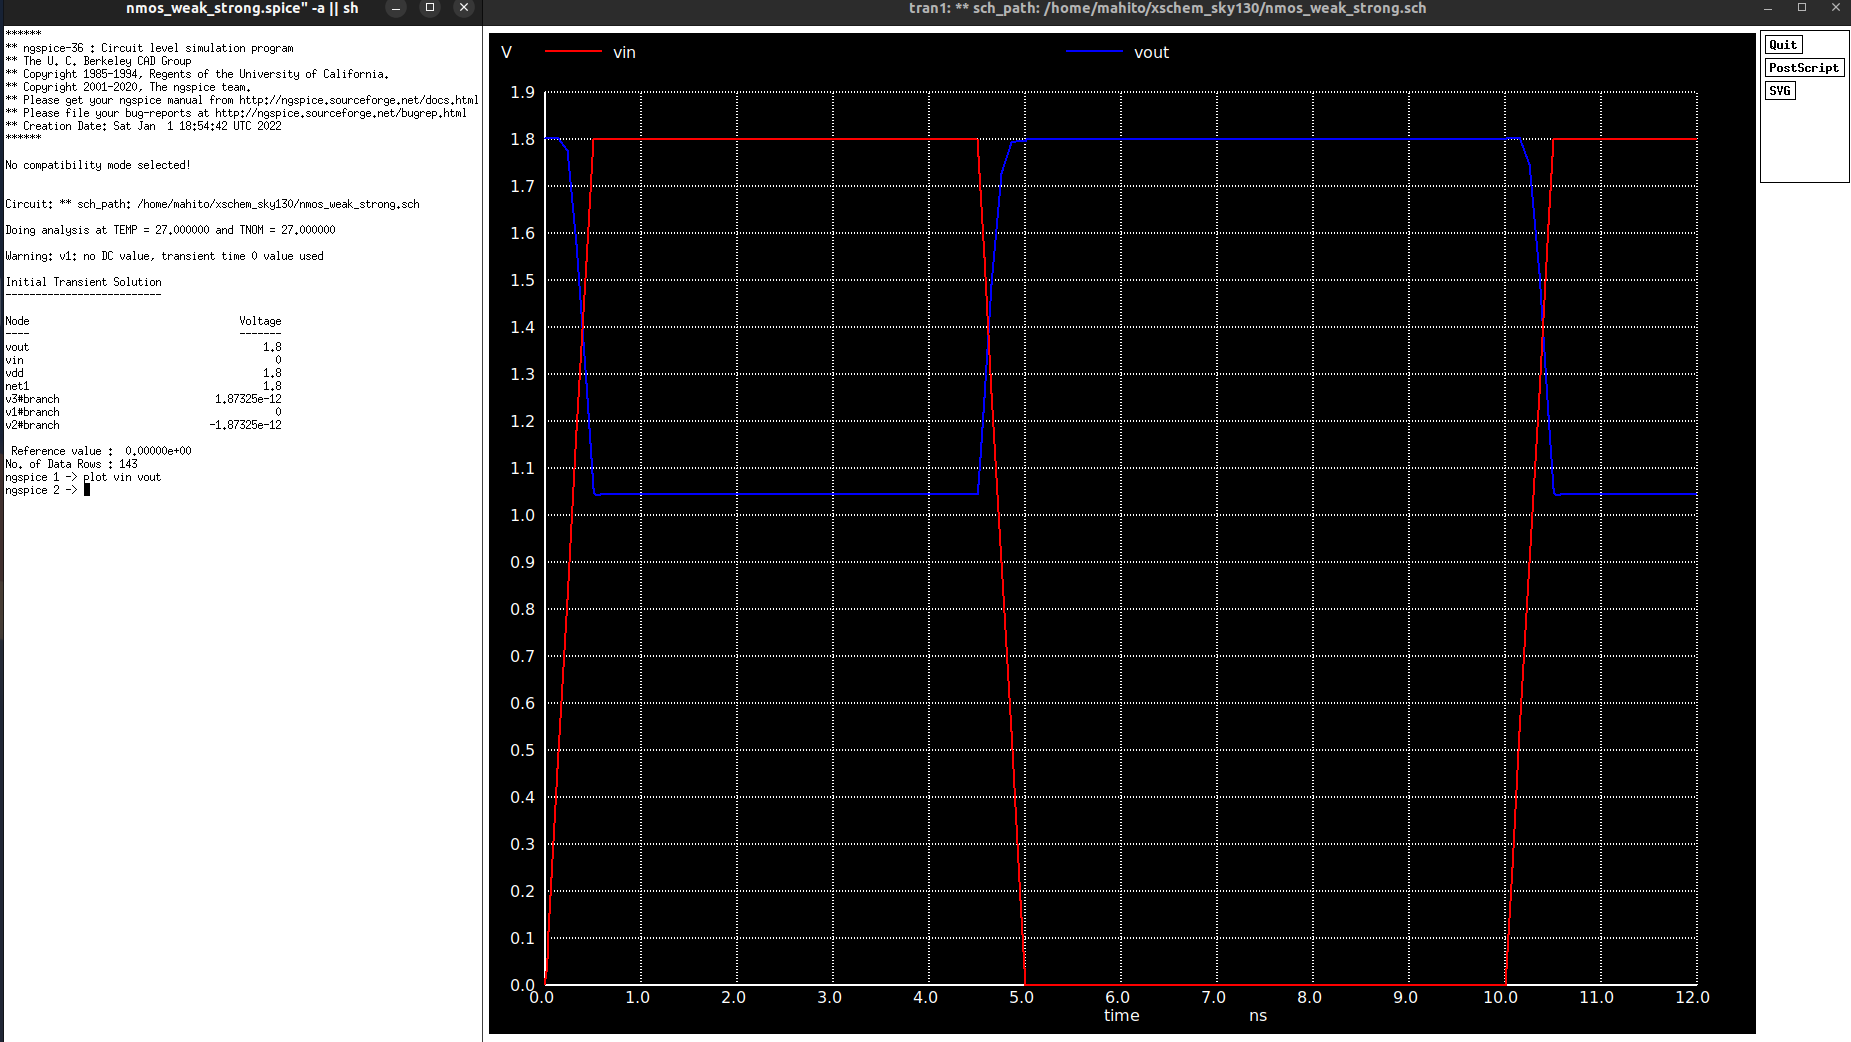 nmos_weak_strong.spice" -a || sh
******
** ngspice-36 : Circuit level simulation program
** The U. C. Berkeley CAD Group
** Copyright 1985-1994, Regents of the University of California.
** Copyright 2001-2020, The ngspice team.
** Please get your ngspice manual from http://ngspice.sourceforge.net/docs.html
** Please file your bug-reports at http://ngspice.sourceforge.net/bugrep.html
** Creation Date: Sat Jan  1 18:54:42 UTC 2022
******
No compatibility mode selected!
Circuit: ** sch_path: /home/mahito/xschem_sky130/nmos_weak_strong.sch
Doing analysis at TEMP = 27.000000 and TNOM = 27.000000
Warning: v1: no DC value, transient time 0 value used
Initial Transient Solution
--------------------------
Node Voltage
---- -------
vout 1.8
vin 0
vdd 1.8
net1 1.8
v3#branch 1.87325e-12
v1#branch 0
v2#branch -1.87325e-12
Reference value :  0.00000e+00
No. of Data Rows : 143
ngspice 1 -> plot vin vout
ngspice 2 ->
tran1: ** sch_path: /home/mahito/xschem_sky130/nmos_weak_strong.sch
V vin vout
1.9
1.8
1.7
1.6
1.5
1.4
1.3
1.2
1.1
1.0
0.9
0.8
0.7
0.6
0.5
0.4
0.3
0.2
0.1
0.0
0.0 1.0 2.0 3.0 4.0 5.0 6.0 7.0 8.0 9.0 10.0 11.0 12.0
time ns
Quit
PostScript
SVG